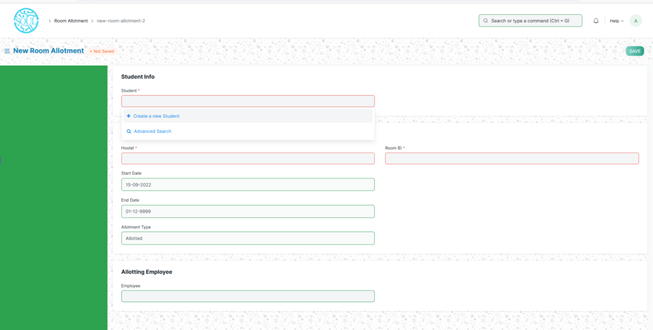 Room Allotment
new-room-allotment-2
Search or type a command (Ctrl + G)
Help
A
New Room Allotment
Not Saved
SAVE
Student Info
Student *
+ Create a new Student
Advanced Search
Hostel *
Room ID *
Start Date
15-09-2022
End Date
01-12-9999
Allotment Type
Allotted
Allotting Employee
Employee